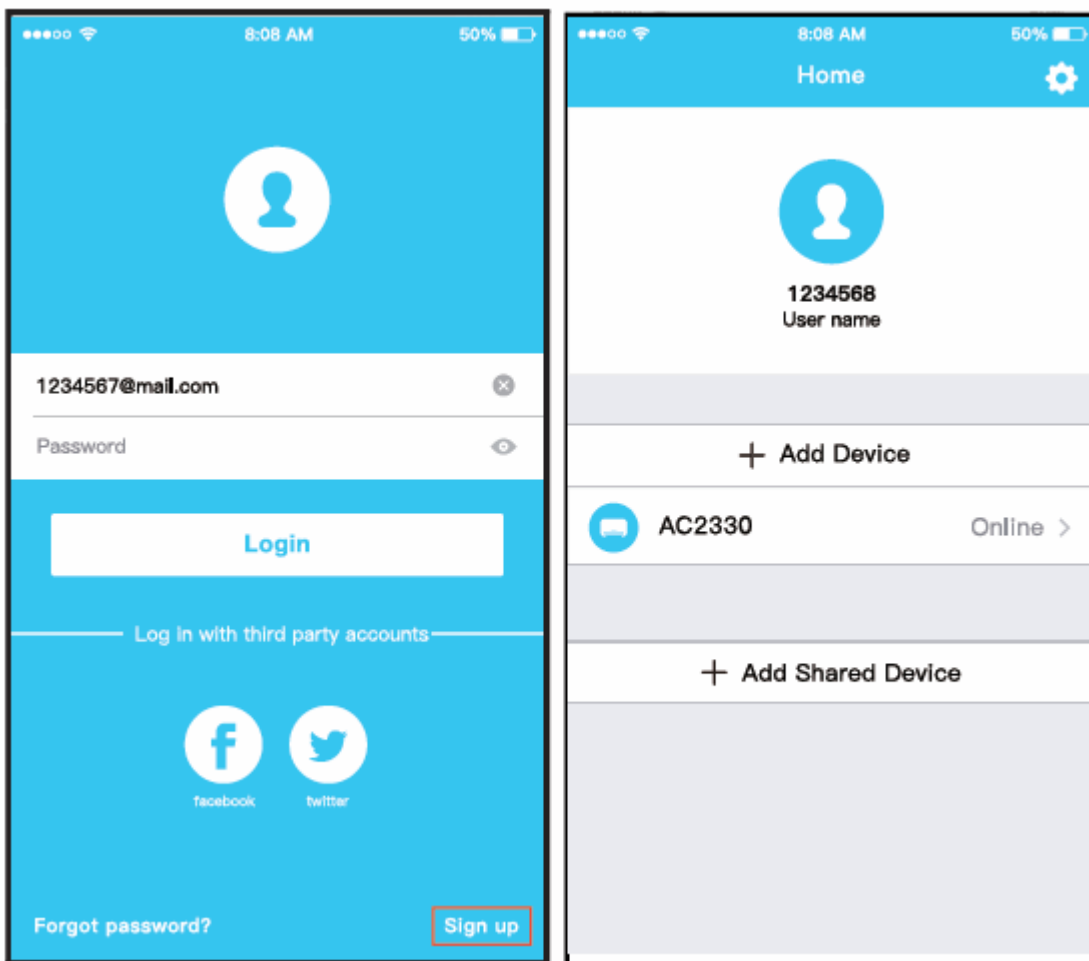 8:08 AM 50%
1234567@mail.com
Password
Login
Log in with third party accounts
facebook twitter
Forgot password? Sign up
8:08 AM 50%
Home
1234568
User name
+ Add Device
AC2330 Online >
+ Add Shared Device